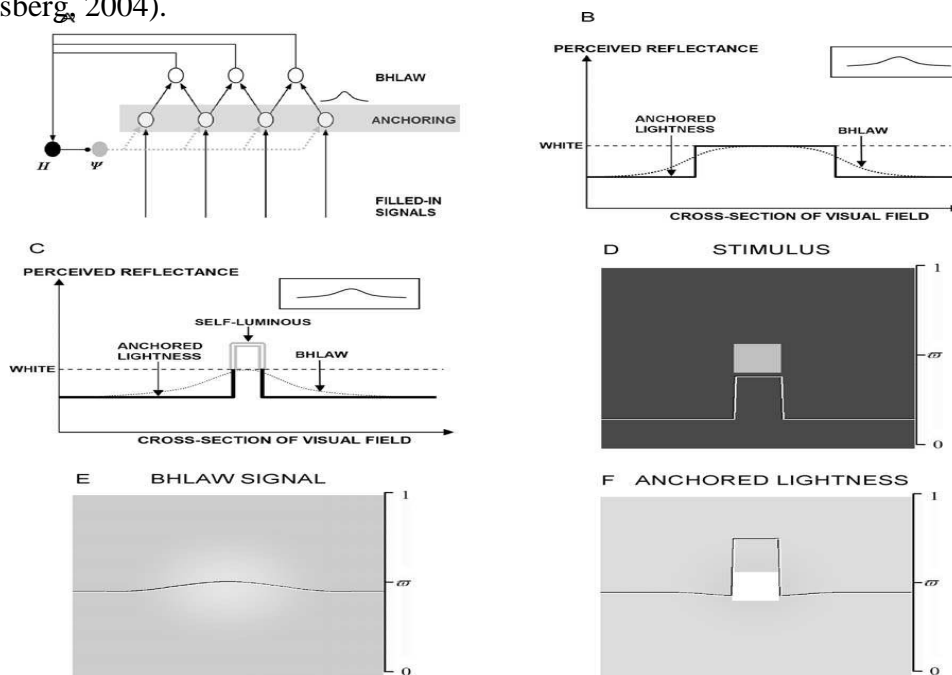 sberg, 2004).
B
PERCEIVED REFLECTANCE
BHLAW
ANCHORING
H
Ψ
FILLED-IN
SIGNALS
ANCHORED
LIGHTNESS
BHLAW
WHITE
CROSS-SECTION OF VISUAL FIELD
C
PERCEIVED REFLECTANCE
SELF-LUMINOUS
ANCHORED
LIGHTNESS
BHLAW
WHITE
CROSS-SECTION OF VISUAL FIELD
D STIMULUS
1
ϖ
0
E BHLAW SIGNAL
1
ϖ
0
F ANCHORED LIGHTNESS
1
ϖ
0